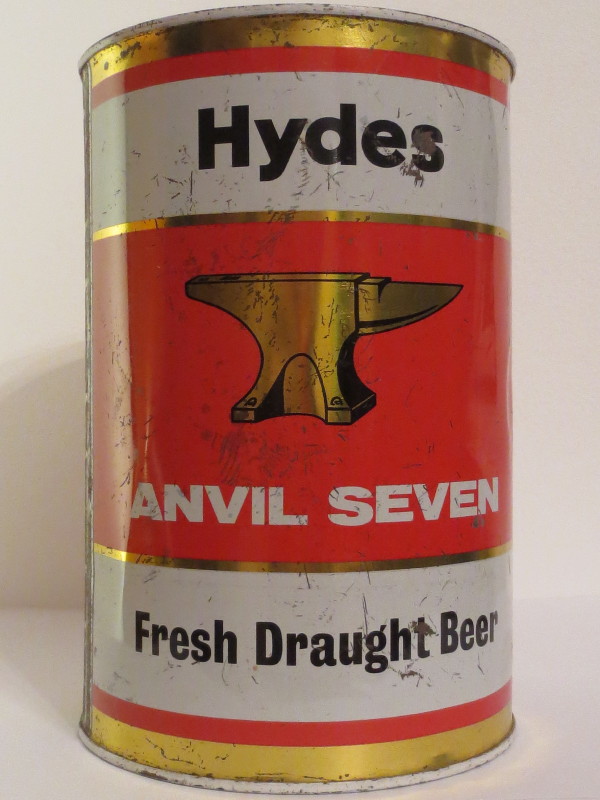 Hydes
ANVIL SEVEN
Fresh Draught Beer